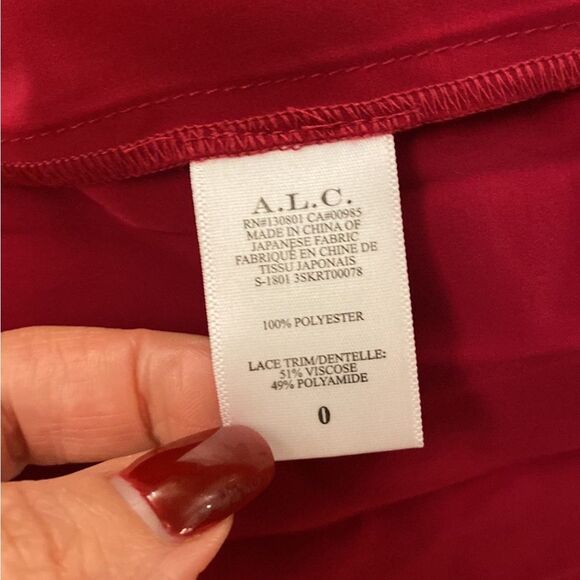 A.L.C.
RN#130801 CA#00985
MADE IN CHINA OF
JAPANESE FABRIC
FABRIQUÉ EN CHINE DE
TISSU JAPONAIS
S-1801 3SKRT00078
100% POLYESTER
LACE TRIM/DENTELLE:
51% VISCOSE
49% POLYAMIDE
0